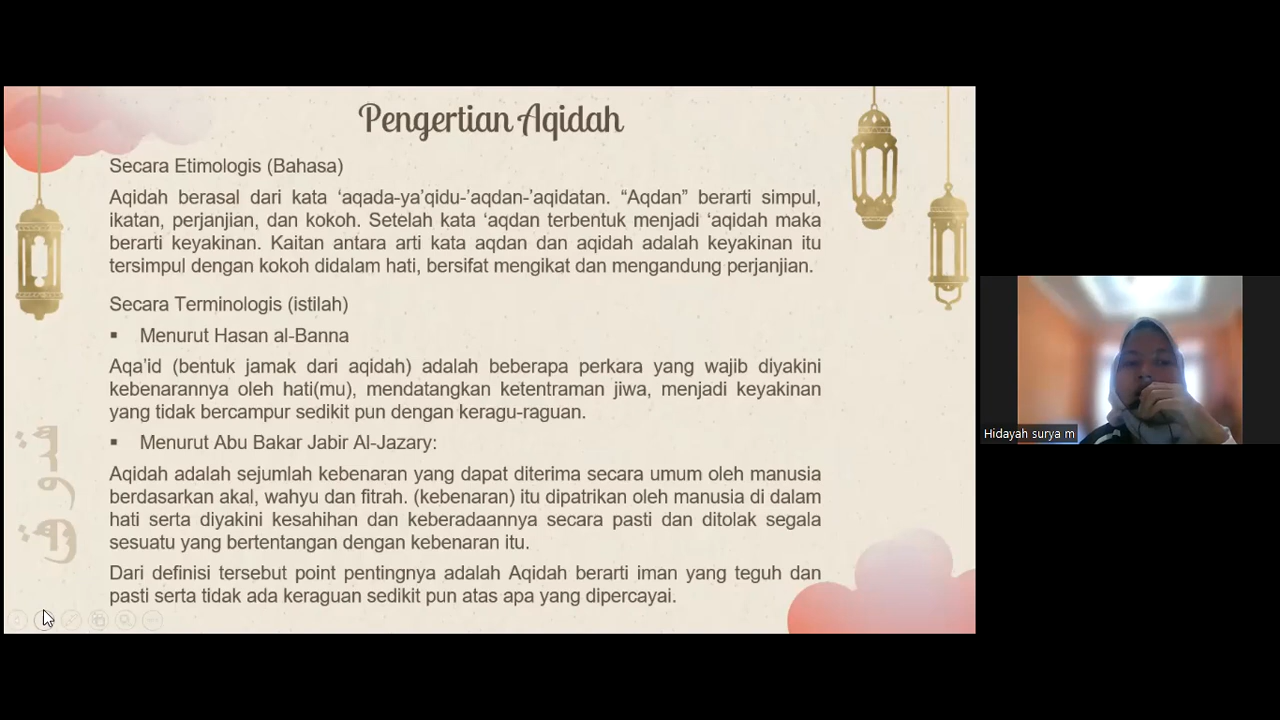 Pengertian Aqidah
Secara Etimologis (Bahasa)
Aqidah berasal dari kata ‘aqada-ya’qidu-’aqdan-’aqidatan. “Aqdan” berarti simpul,
ikatan, perjanjian, dan kokoh. Setelah kata ‘aqdan terbentuk menjadi ‘aqidah maka
berarti keyakinan. Kaitan antara arti kata aqdan dan aqidah adalah keyakinan itu
tersimpul dengan kokoh didalam hati, bersifat mengikat dan mengandung perjanjian.
Secara Terminologis (istilah)
▪ Menurut Hasan al-Banna
Aqa’id (bentuk jamak dari aqidah) adalah beberapa perkara yang wajib diyakini
kebenarannya oleh hati(mu), mendatangkan ketentraman jiwa, menjadi keyakinan
yang tidak bercampur sedikit pun dengan keragu-raguan.
▪ Menurut Abu Bakar Jabir Al-Jazary:
Aqidah adalah sejumlah kebenaran yang dapat diterima secara umum oleh manusia
berdasarkan akal, wahyu dan fitrah. (kebenaran) itu dipatrikan oleh manusia di dalam
hati serta diyakini kesahihan dan keberadaannya secara pasti dan ditolak segala
sesuatu yang bertentangan dengan kebenaran itu.
Dari definisi tersebut point pentingnya adalah Aqidah berarti iman yang teguh dan
pasti serta tidak ada keraguan sedikit pun atas apa yang dipercayai.
Hidayah surya m